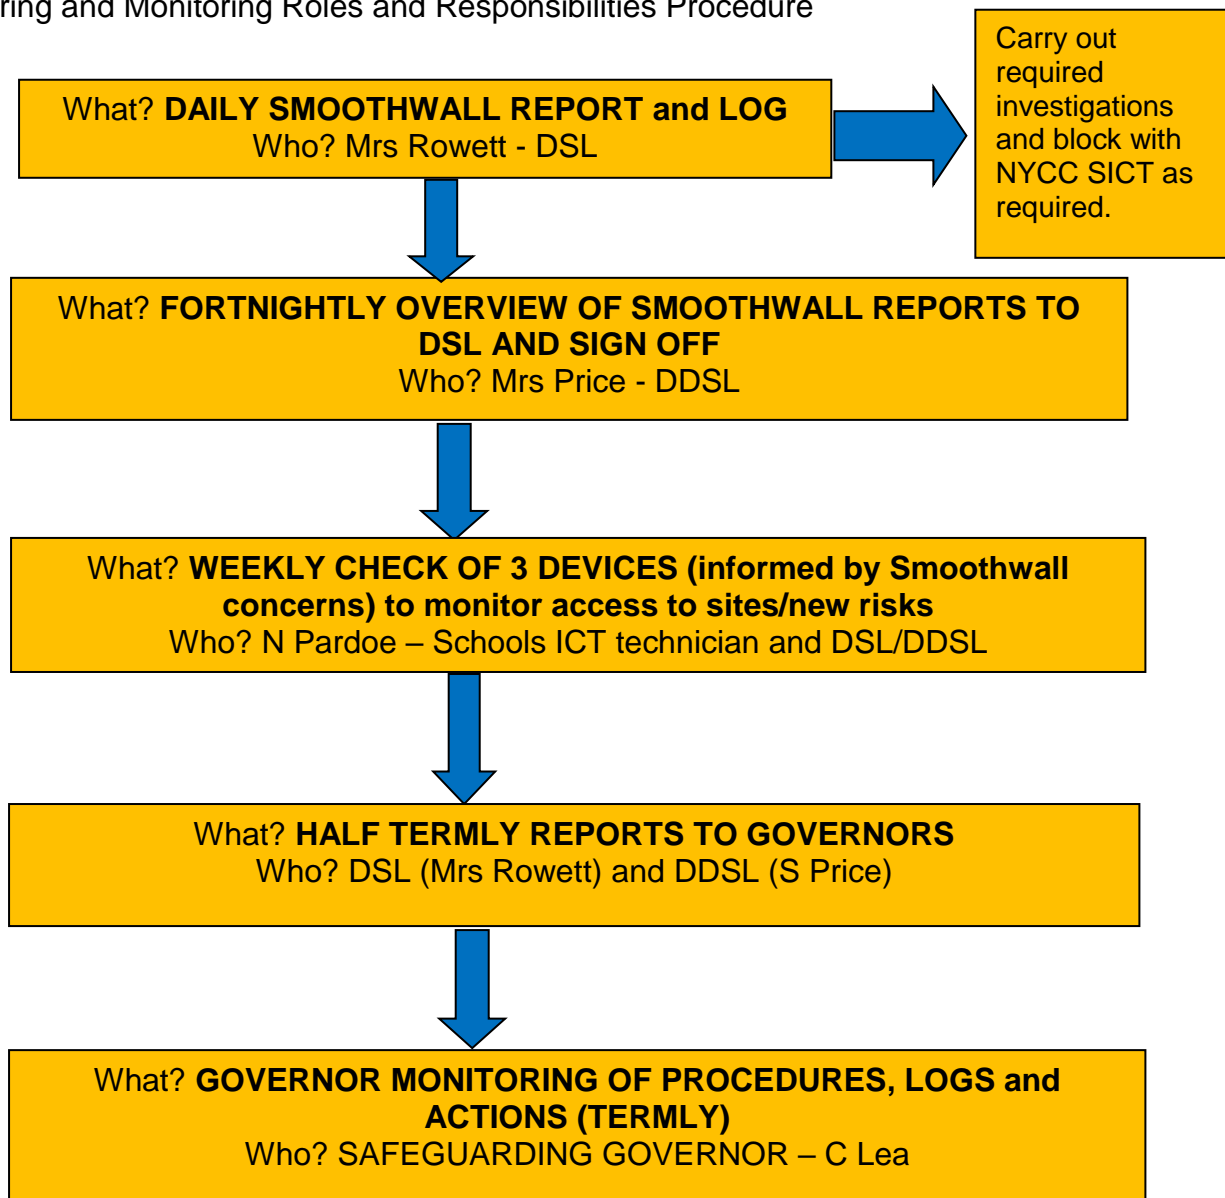 ring and Monitoring Roles and Responsibilities Procedure
Carry out
required
investigations
and block with
NYCC SICT as
required.
What? DAILY SMOOTHWALL REPORT and LOG
Who? Mrs Rowett - DSL
What? FORTNIGHTLY OVERVIEW OF SMOOTHWALL REPORTS TO
DSL AND SIGN OFF
Who? Mrs Price - DDSL
What? WEEKLY CHECK OF 3 DEVICES (informed by Smoothwall
concerns) to monitor access to sites/new risks
Who? N Pardoe – Schools ICT technician and DSL/DDSL
What? HALF TERMLY REPORTS TO GOVERNORS
Who? DSL (Mrs Rowett) and DDSL (S Price)
What? GOVERNOR MONITORING OF PROCEDURES, LOGS and
ACTIONS (TERMLY)
Who? SAFEGUARDING GOVERNOR – C Lea